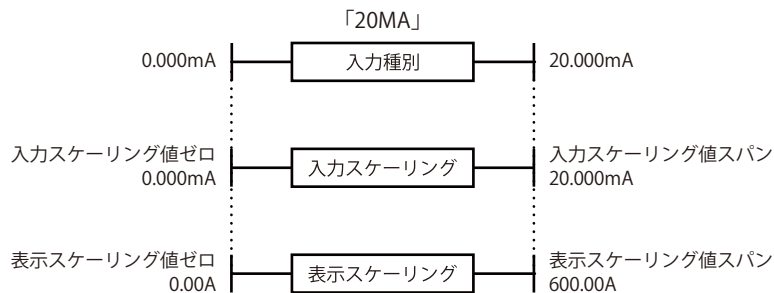 「20MA」
0.000mA
入力種別
20.000mA
入力スケーリング値ゼロ
0.000mA
入力スケーリング
入力スケーリング値スパン
20.000mA
表示スケーリング値ゼロ
0.00A
表示スケーリング
表示スケーリング値スパン
600.00A